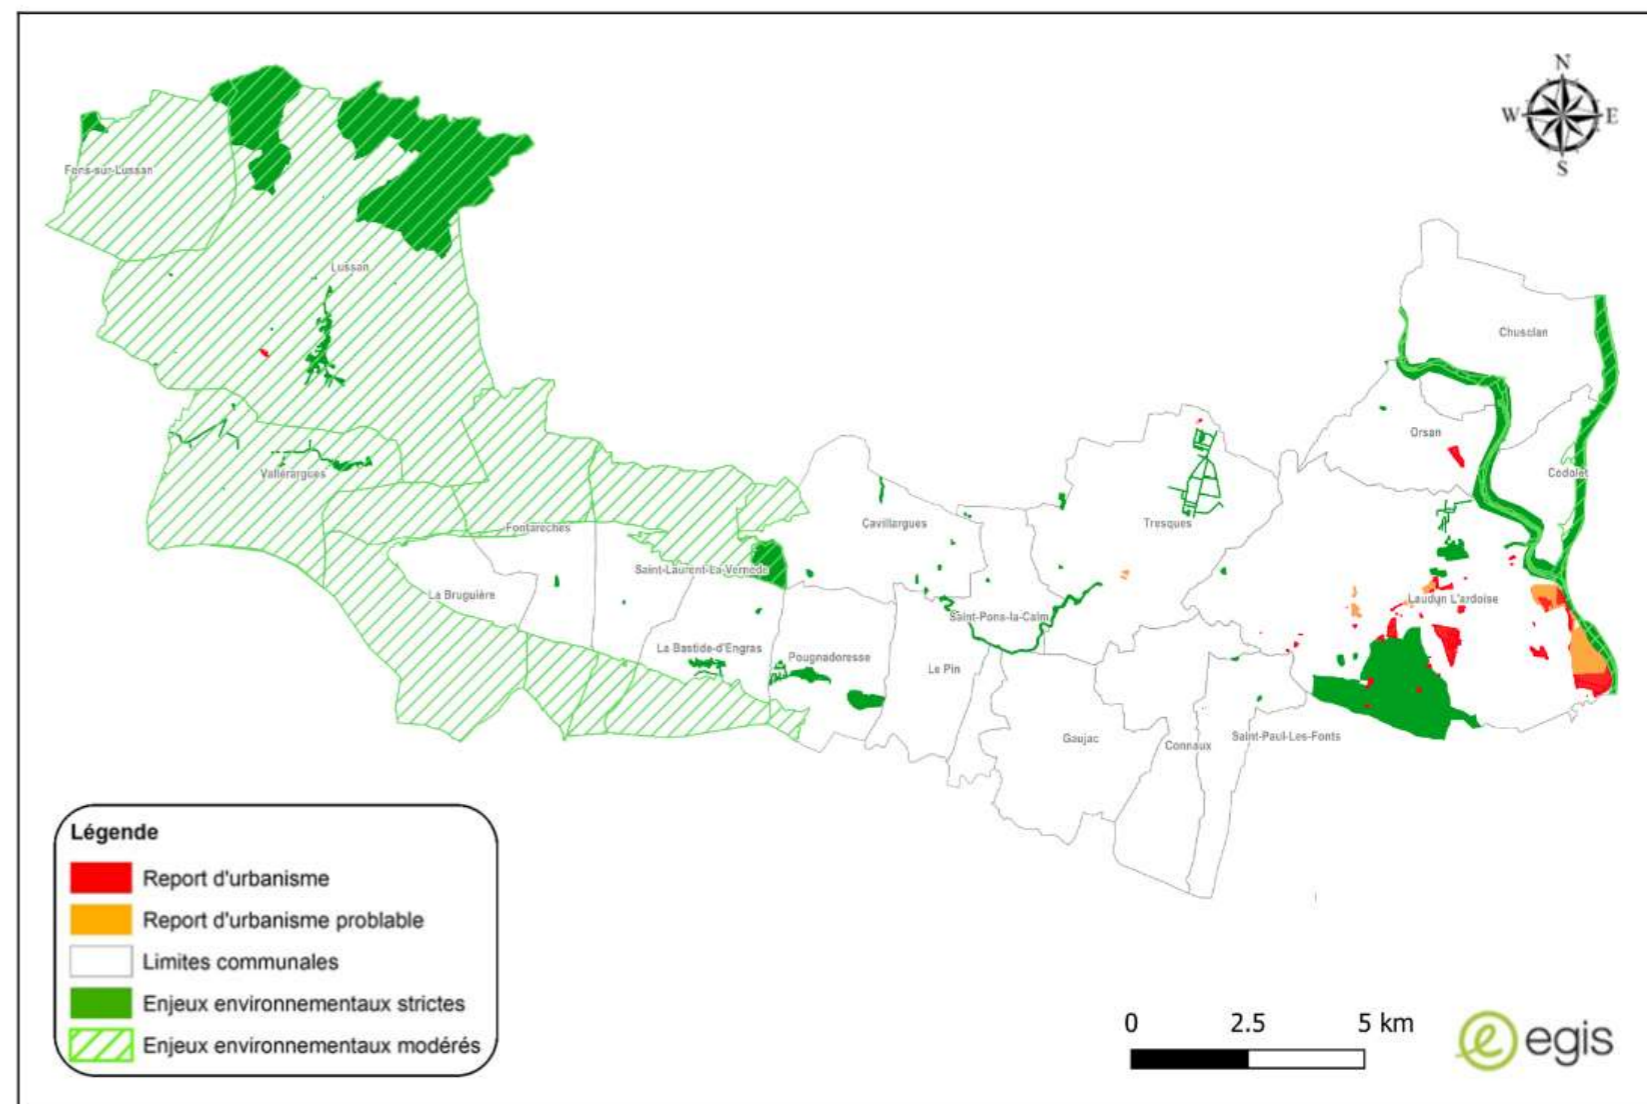 N
W E
S
Fons-sur-Lussan
Lussan
Chusclan
Orsan
Codolet
Vallérargues
Cavillargues
Tresques
Fontarèches
Saint-Laurent-La-Vernède
La Bruguière
Laudun L'ardoise
Saint-Pons-la-Calm
La Bastide-d'Engras
Pougnadoresse
Le Pin
Gaujac
Connaux
Saint-Paul-Les-Fonts
Légende
Report d'urbanisme
Report d'urbanisme problable
Limites communales
Enjeux environnementaux strictes
Enjeux environnementaux modérés
0 2.5 5 km
egis